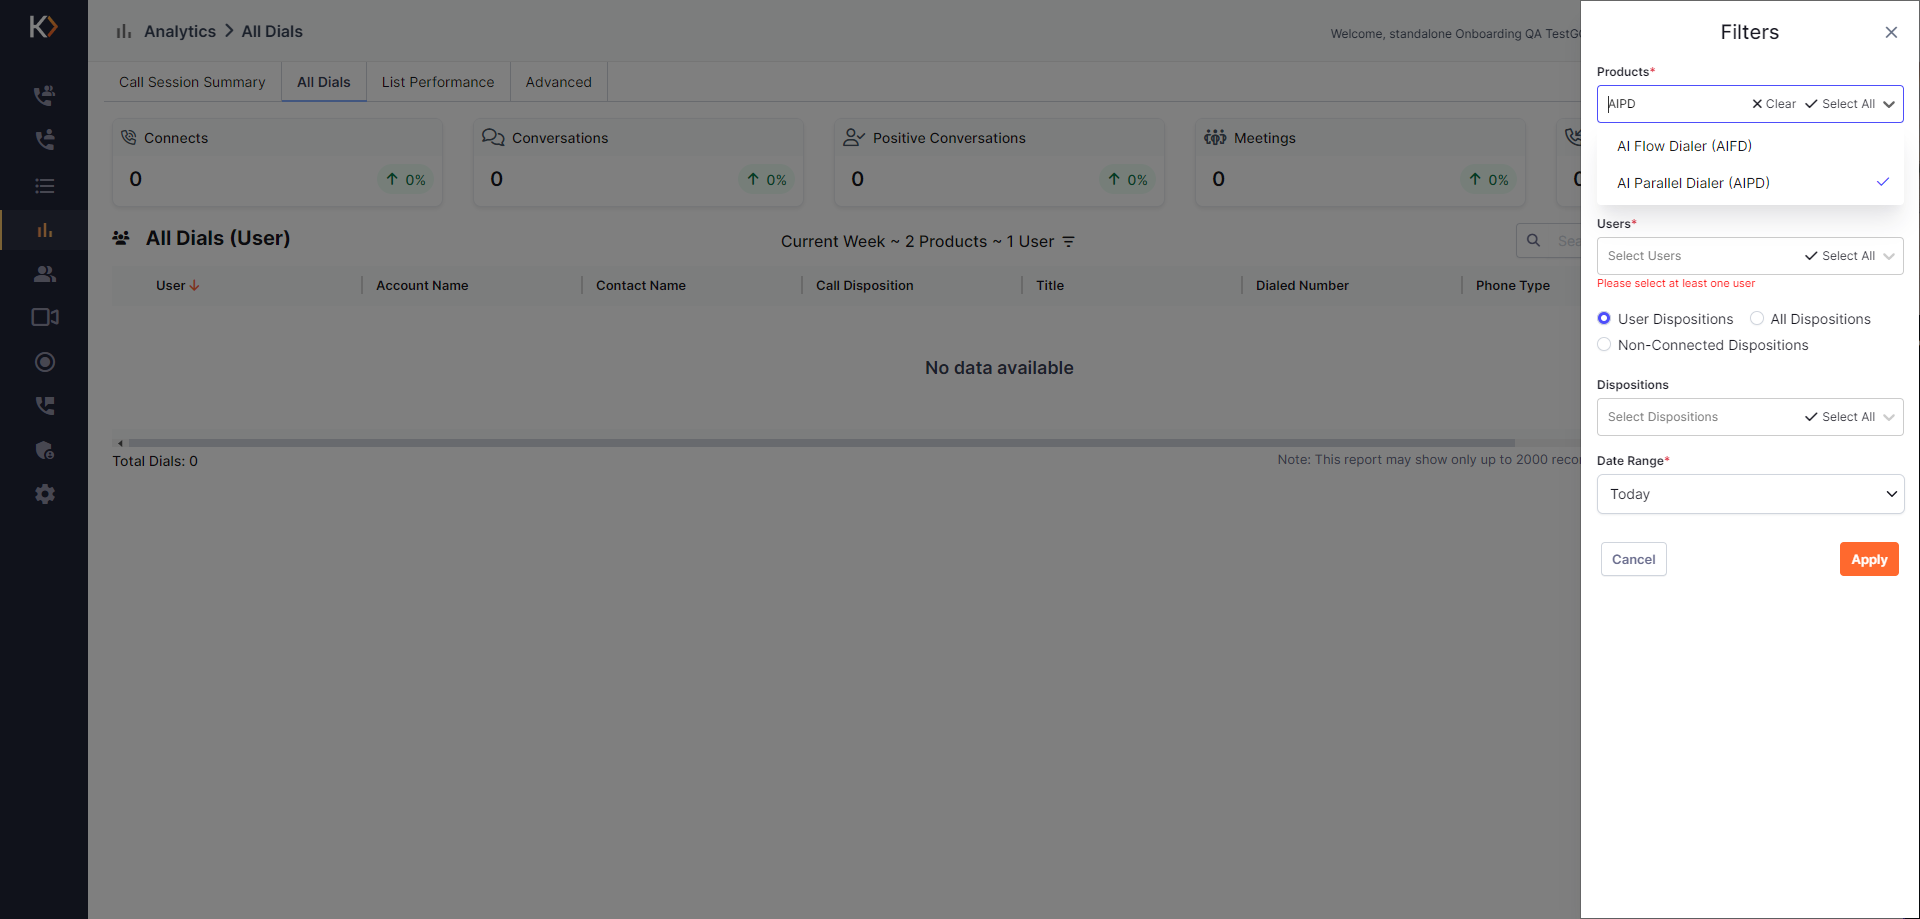 Analytics > All Dials
Welcome, standalone Onboarding QA TestG
Call Session Summary
All Dials
List Performance
Advanced
Connects
0
0%
Conversations
0
0%
Positive Conversations
0
0%
Meetings
0
0%
All Dials (User)
Current Week ~ 2 Products ~ 1 User
Sea
User
Account Name
Contact Name
Call Disposition
Title
Dialed Number
Phone Type
No data available
Total Dials: 0
Note: This report may show only up to 2000 recor
Filters
Products*
AIPD
Clear
Select All
AI Flow Dialer (AIFD)
AI Parallel Dialer (AIPD)
Users*
Select Users
Select All
Please select at least one user
User Dispositions
All Dispositions
Non-Connected Dispositions
Dispositions
Select Dispositions
Select All
Date Range*
Today
Cancel
Apply